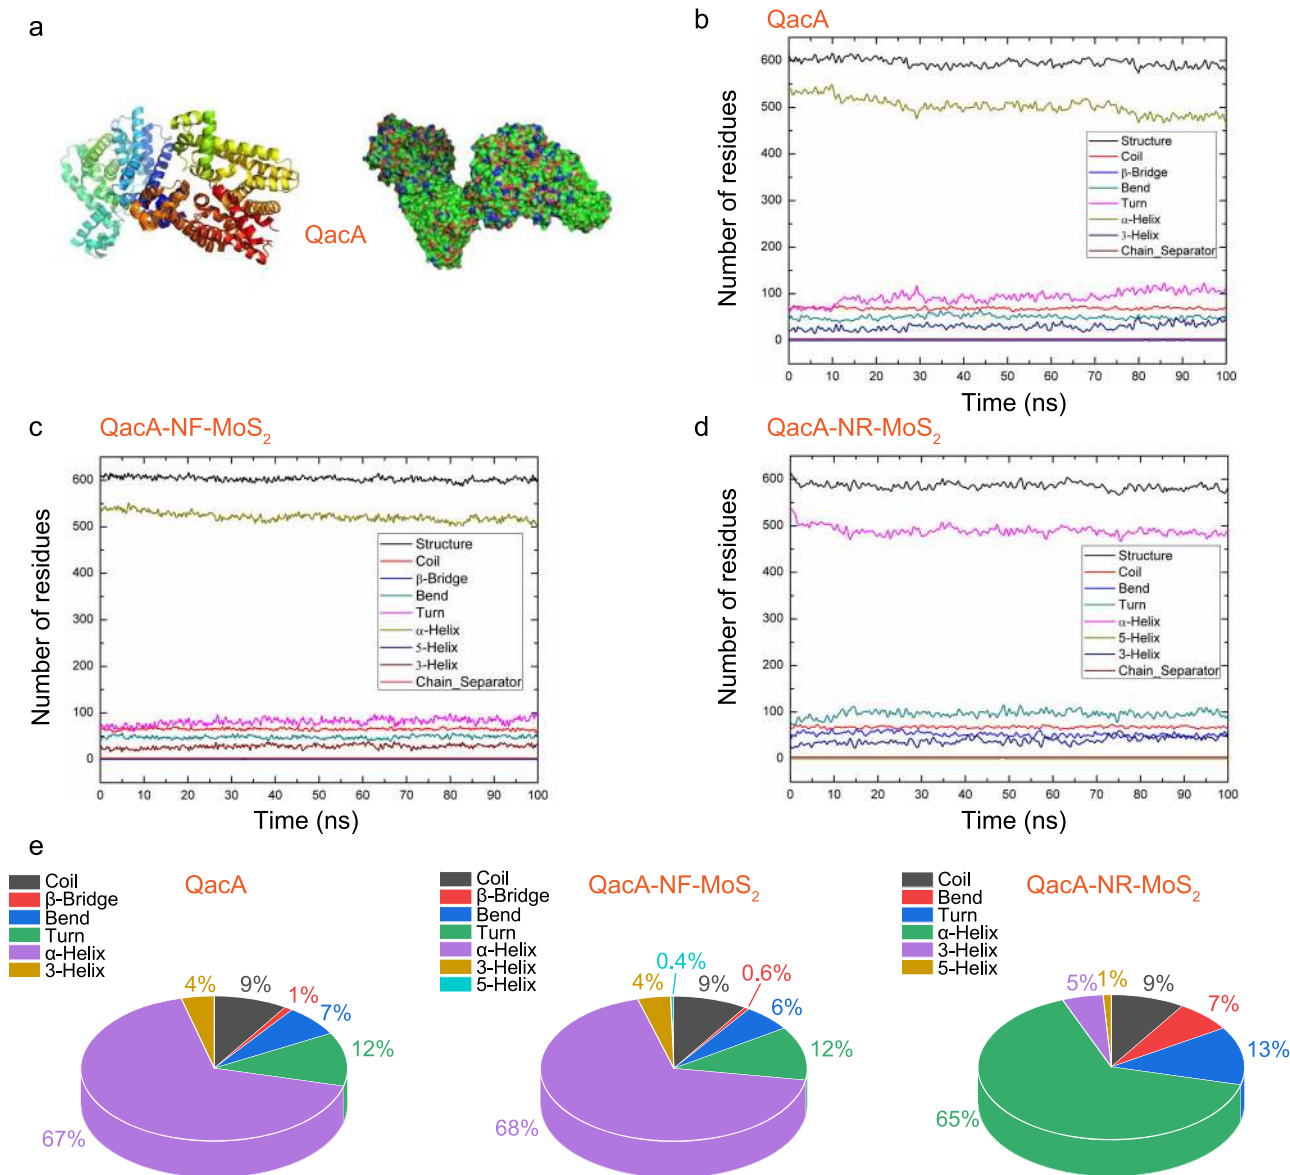 a
QacA
b
QacA
Number of residues
600
500
400
300
200
100
0
Structure
Coil
β-Bridge
Bend
Turn
α-Helix
3-Helix
Chain_Separator
0 10 20 30 40 50 60 70 80 90 100
Time (ns)
c
QacA-NF-MoS₂
Number of residues
600
500
400
300
200
100
0
Structure
Coil
β-Bridge
Bend
Turn
α-Helix
5-Helix
3-Helix
Chain_Separator
0 10 20 30 40 50 60 70 80 90 100
Time (ns)
d
QacA-NR-MoS₂
Number of residues
600
500
400
300
200
100
0
Structure
Coil
Bend
Turn
α-Helix
5-Helix
3-Helix
Chain_Separator
0 10 20 30 40 50 60 70 80 90 100
Time (ns)
e
QacA
Coil
β-Bridge
Bend
Turn
α-Helix
3-Helix
4%
9%
1%
7%
12%
67%
QacA-NF-MoS₂
Coil
β-Bridge
Bend
Turn
α-Helix
3-Helix
5-Helix
0.4%
4%
9%
0.6%
6%
12%
68%
QacA-NR-MoS₂
Coil
Bend
Turn
α-Helix
3-Helix
5-Helix
5%
1%
9%
7%
13%
65%